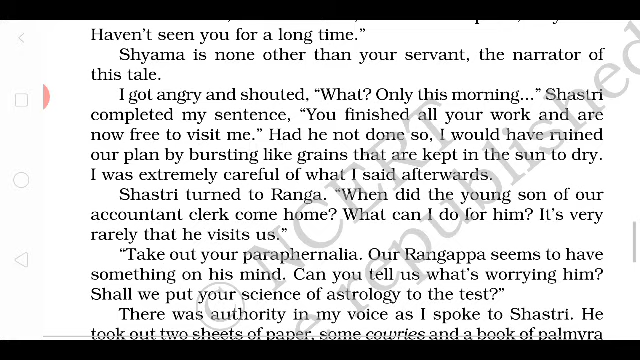 Haven't seen you for a long time."
Shyama is none other than your servant, the narrator of
this tale.
I got angry and shouted, "What? Only this morning..." Shastri
completed my sentence, "You finished all your work and are
now free to visit me." Had he not done so, I would have ruined
our plan by bursting like grains that are kept in the sun to dry.
I was extremely careful of what I said afterwards.
Shastri turned to Ranga. "When did the young son of our
accountant clerk come home? What can I do for him? It's very
rarely that he visits us."
"Take out your paraphernalia. Our Rangappa seems to have
something on his mind. Can you tell us what's worrying him?
Shall we put your science of astrology to the test?"
There was authority in my voice as I spoke to Shastri. He
took out two sheets of paper, some cowries and a book of palmyra
© NCERT
republished